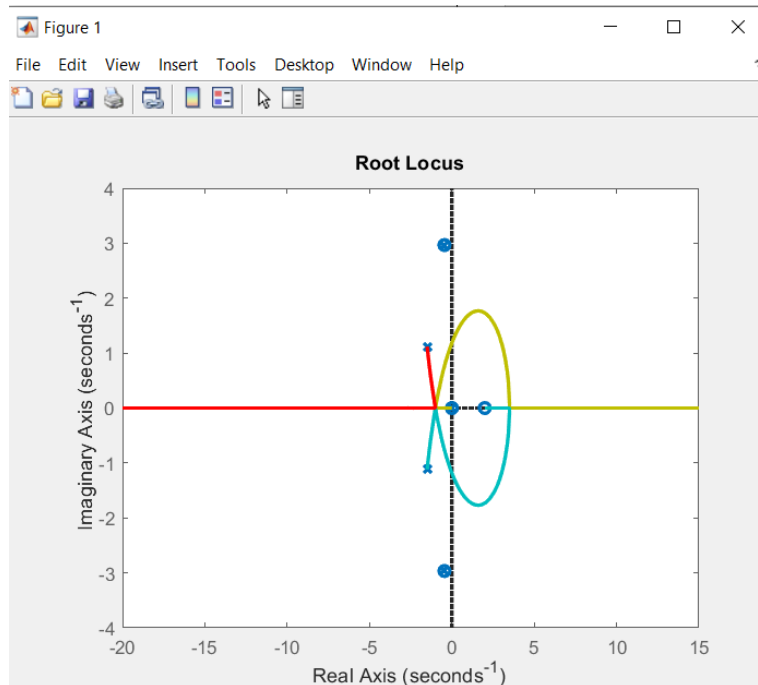 Figure 1
File Edit View Insert Tools Desktop Window Help
Root Locus
4
3
2
1
0
-1
-2
-3
-4
Imaginary Axis (seconds⁻¹)
-20 -15 -10 -5 0 5 10 15
Real Axis (seconds⁻¹)